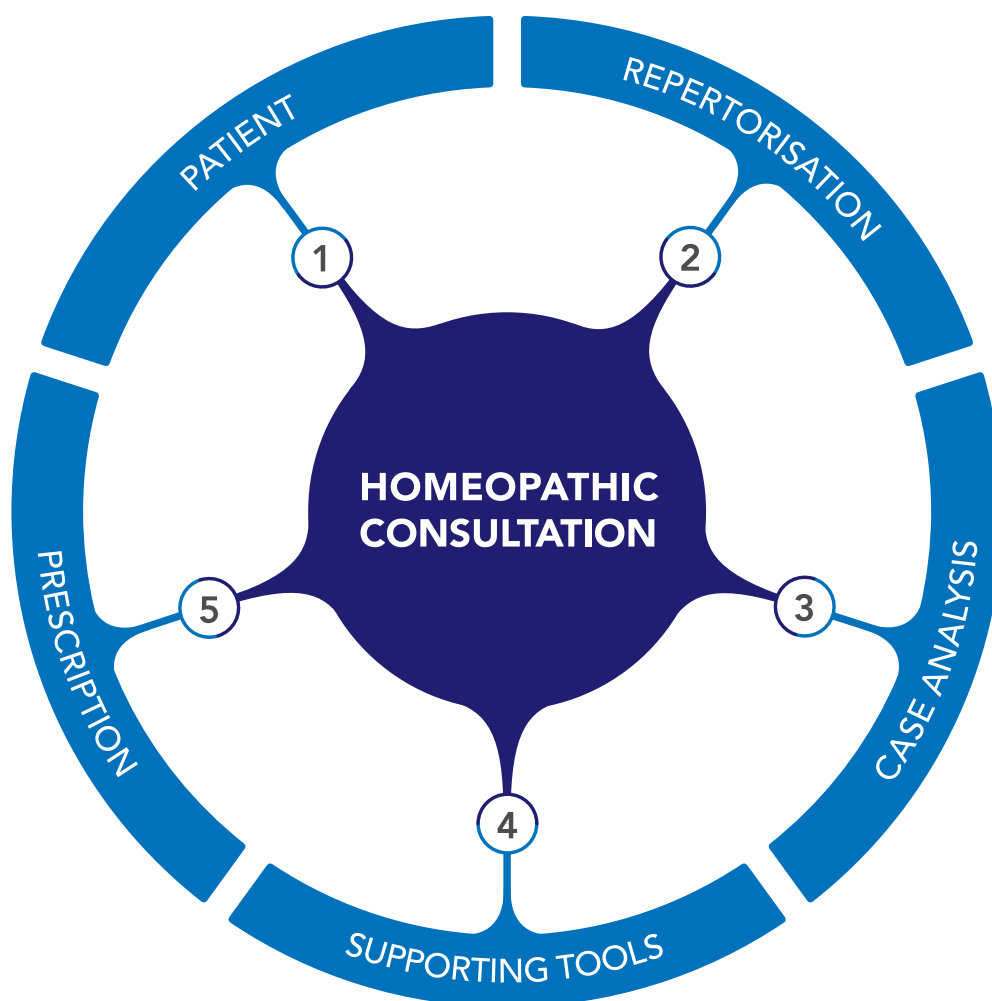 PATIENT
REPERTORISATION
1
2
HOMEOPATHIC
CONSULTATION
PRESCRIPTION
5
3
CASE ANALYSIS
4
SUPPORTING TOOLS